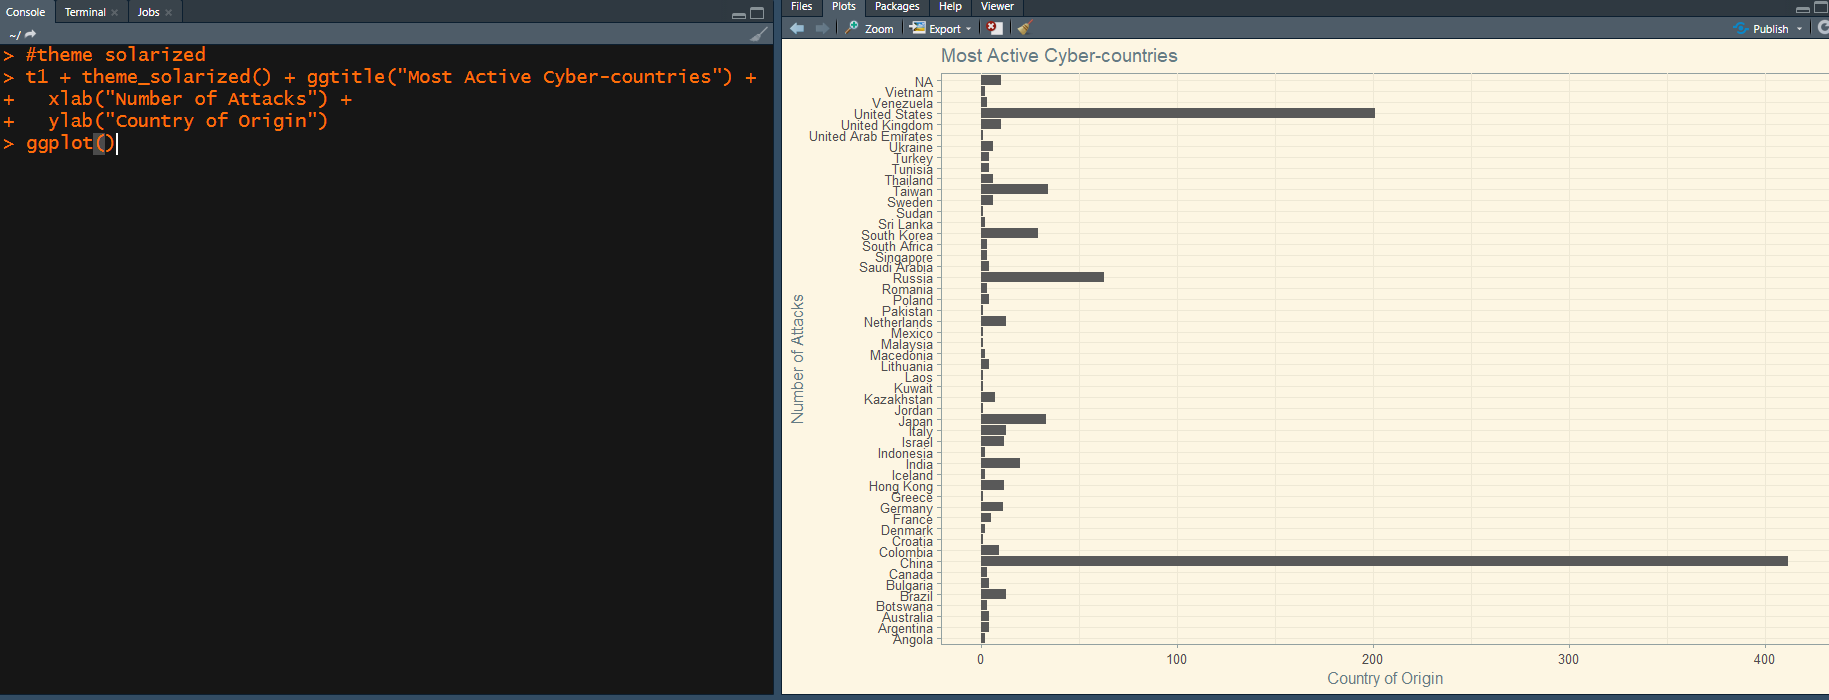 Console Terminal Jobs
~/
> #theme solarized
> t1 + theme_solarized() + ggtitle("Most Active Cyber-countries") +
+   xlab("Number of Attacks") +
+   ylab("Country of Origin")
> ggplot()
Files Plots Packages Help Viewer
Zoom Export Publish
Most Active Cyber-countries
Number of Attacks
NA
Vietnam
Venezuela
United States
United Kingdom
United Arab Emirates
Ukraine
Turkey
Tunisia
Thailand
Taiwan
Sweden
Sudan
Sri Lanka
South Korea
South Africa
Singapore
Saudi Arabia
Russia
Romania
Poland
Pakistan
Netherlands
Mexico
Malaysia
Macedonia
Lithuania
Laos
Kuwait
Kazakhstan
Jordan
Japan
Italy
Israel
Indonesia
India
Iceland
Hong Kong
Greece
Germany
France
Denmark
Croatia
Colombia
China
Canada
Bulgaria
Brazil
Botswana
Australia
Argentina
Angola
0 100 200 300 400
Country of Origin